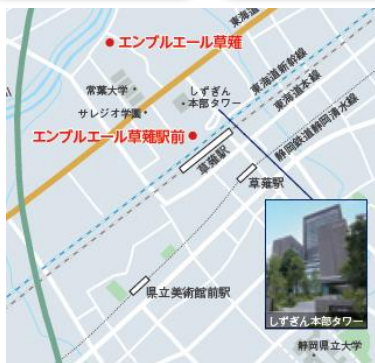 東海
エンブルエール草薙
常葉大学
しずぎん
本部タワー
サレジオ学園
東海道新幹線
東海道本線
静岡鉄道静岡清水線
エンブルエール草薙駅前
草薙駅
草薙駅
県立美術館前駅
しずぎん本部タワー
静岡県立大学